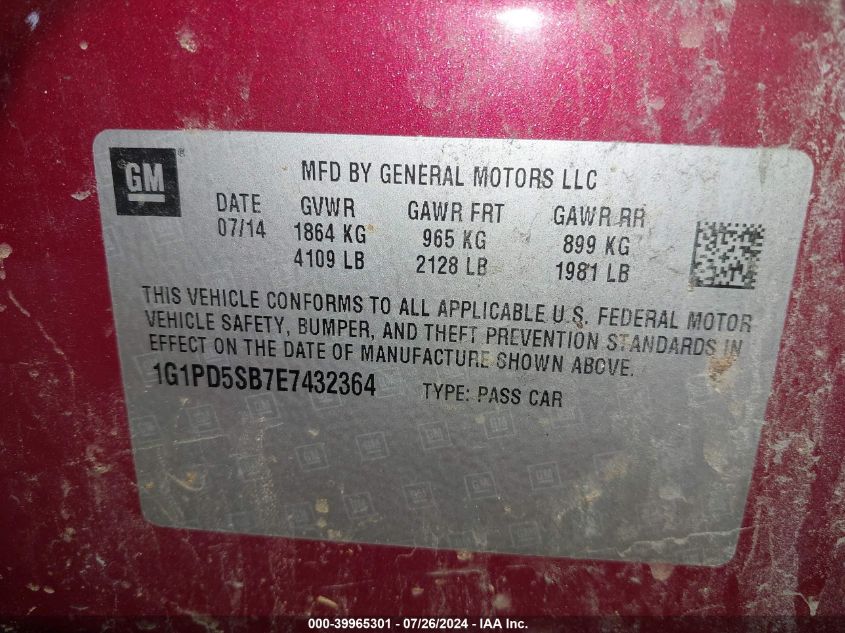 GM®
MFD BY GENERAL MOTORS LLC
DATE GVWR GAWR FRT GAWR RR
07/14 1864 KG 965 KG 899 KG
4109 LB 2128 LB 1981 LB
THIS VEHICLE CONFORMS TO ALL APPLICABLE U.S. FEDERAL MOTOR
VEHICLE SAFETY, BUMPER, AND THEFT PREVENTION STANDARDS IN
EFFECT ON THE DATE OF MANUFACTURE SHOWN ABOVE.
1G1PD5SB7E7432364 TYPE: PASS CAR
000-39965301 / 07/26/2024 / IAA Inc.